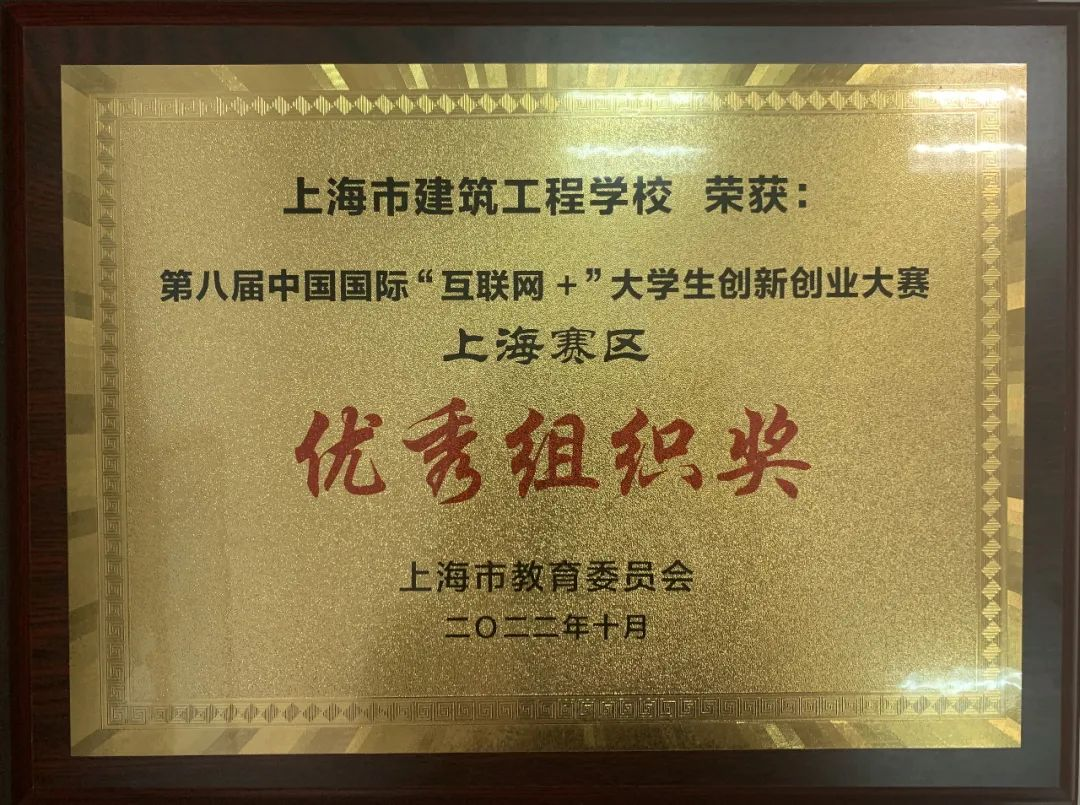 上海市建筑工程学校 荣获：
第八届中国国际“互联网+”大学生创新创业大赛
上海赛区
优秀组织奖
上海市教育委员会
二〇二二年十月